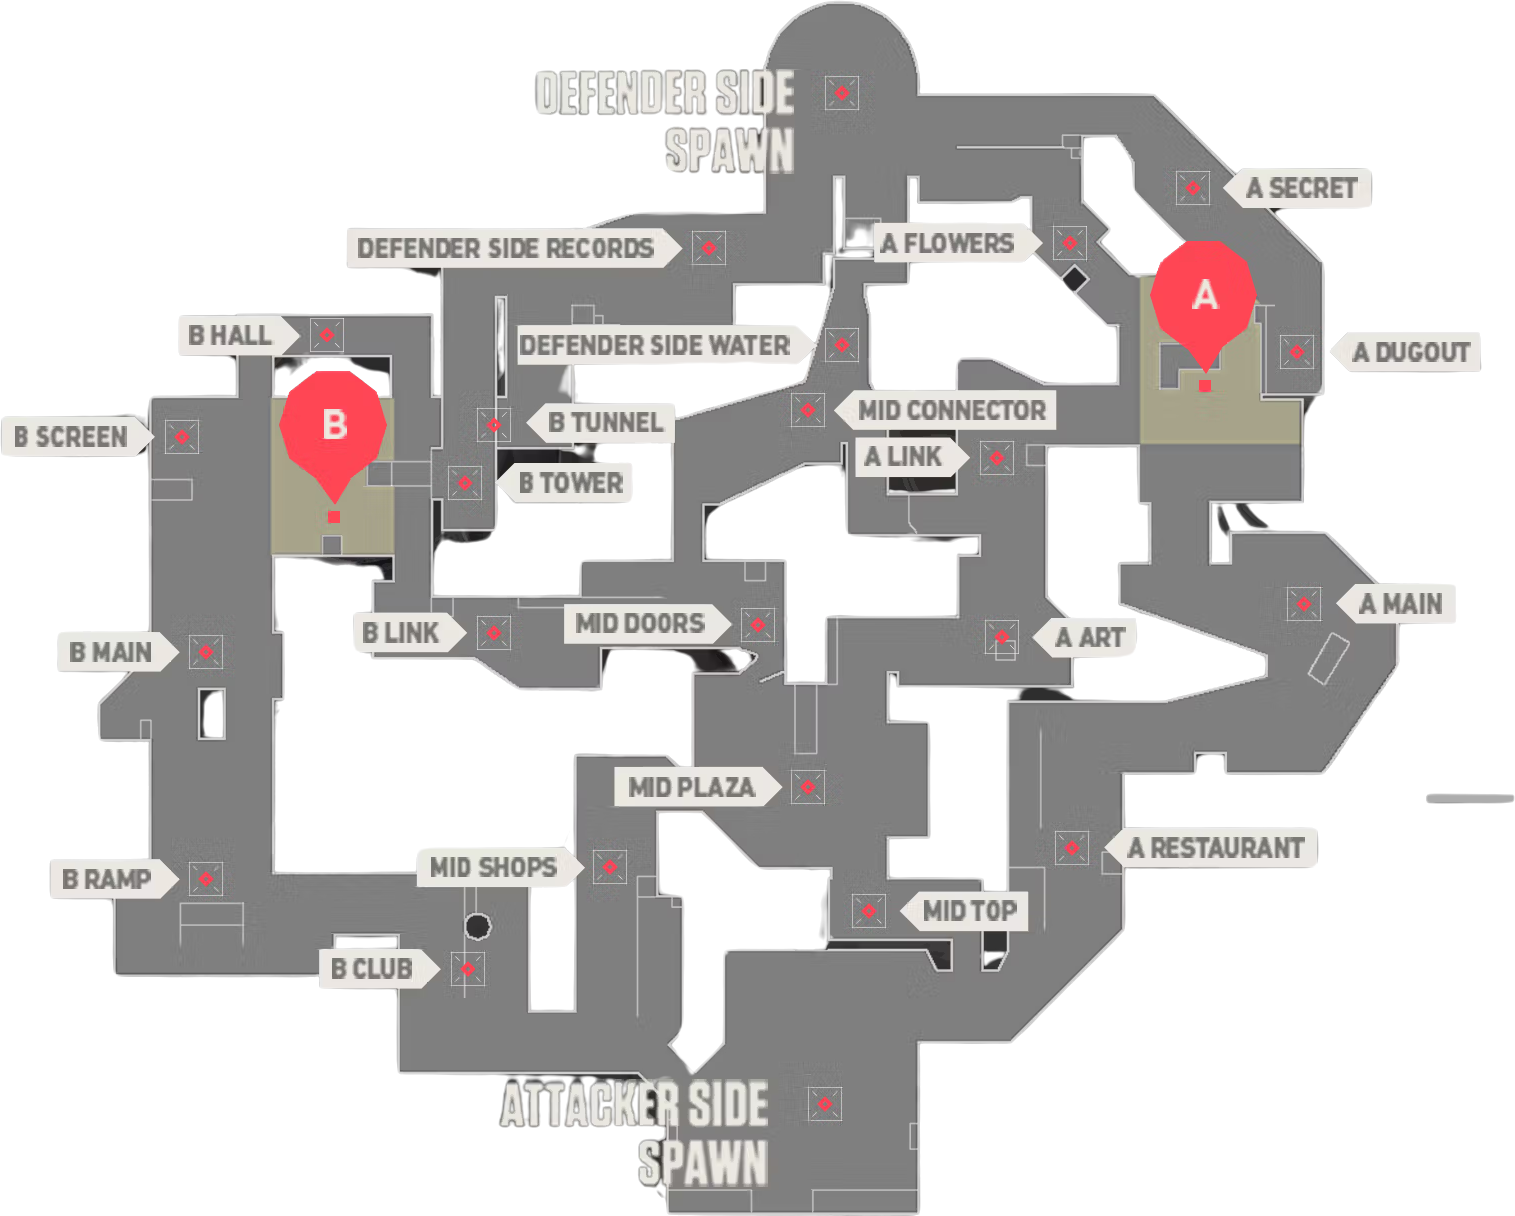 DEFENDER SIDE
SPAWN
A SECRET
A FLOWERS
DEFENDER SIDE RECORDS
A
B HALL
DEFENDER SIDE WATER
A DUGOUT
MID CONNECTOR
B
B TUNNEL
B SCREEN
A LINK
B TOWER
A MAIN
MID DOORS
B LINK
A ART
B MAIN
MID PLAZA
A RESTAURANT
MID SHOPS
B RAMP
MID TOP
B CLUB
ATTACKER SIDE
SPAWN